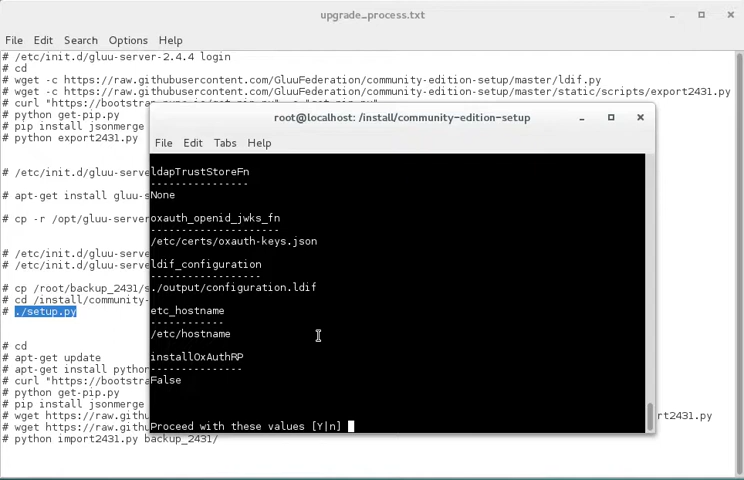 upgrade_process.txt
File Edit Search Options Help
# /etc/init.d/gluu-server-2.4.4 login
# cd
# wget -c https://raw.githubusercontent.com/GluuFederation/community-edition-setup/master/ldif.py
# wget -c https://raw.githubusercontent.com/GluuFederation/community-edition-setup/master/static/scripts/export2431.py
# curl "https://bootstrap
# python get-pip.py
# pip install jsonmerge
# python export2431.py
# /etc/init.d/gluu-serve
# apt-get install gluu-s
# cp -r /opt/gluu-server
# /etc/init.d/gluu-serve
# /etc/init.d/gluu-serve
# cp /root/backup_2431/s
# cd /install/community-
# ./setup.py
# cd
# apt-get update
# apt-get install python
# curl "https://bootstra
# python get-pip.py
# pip install jsonmerge
# wget https://raw.githu
rt2431.py
# wget https://raw.githu
# python import2431.py backup_2431/
root@localhost: /install/community-edition-setup
File Edit Tabs Help
ldapTrustStoreFn
----------------
None
oxauth_openid_jwks_fn
---------------------
/etc/certs/oxauth-keys.json
ldif_configuration
------------------
./output/configuration.ldif
etc_hostname
------------
/etc/hostname
installOxAuthRP
---------------
False
Proceed with these values [Y|n]